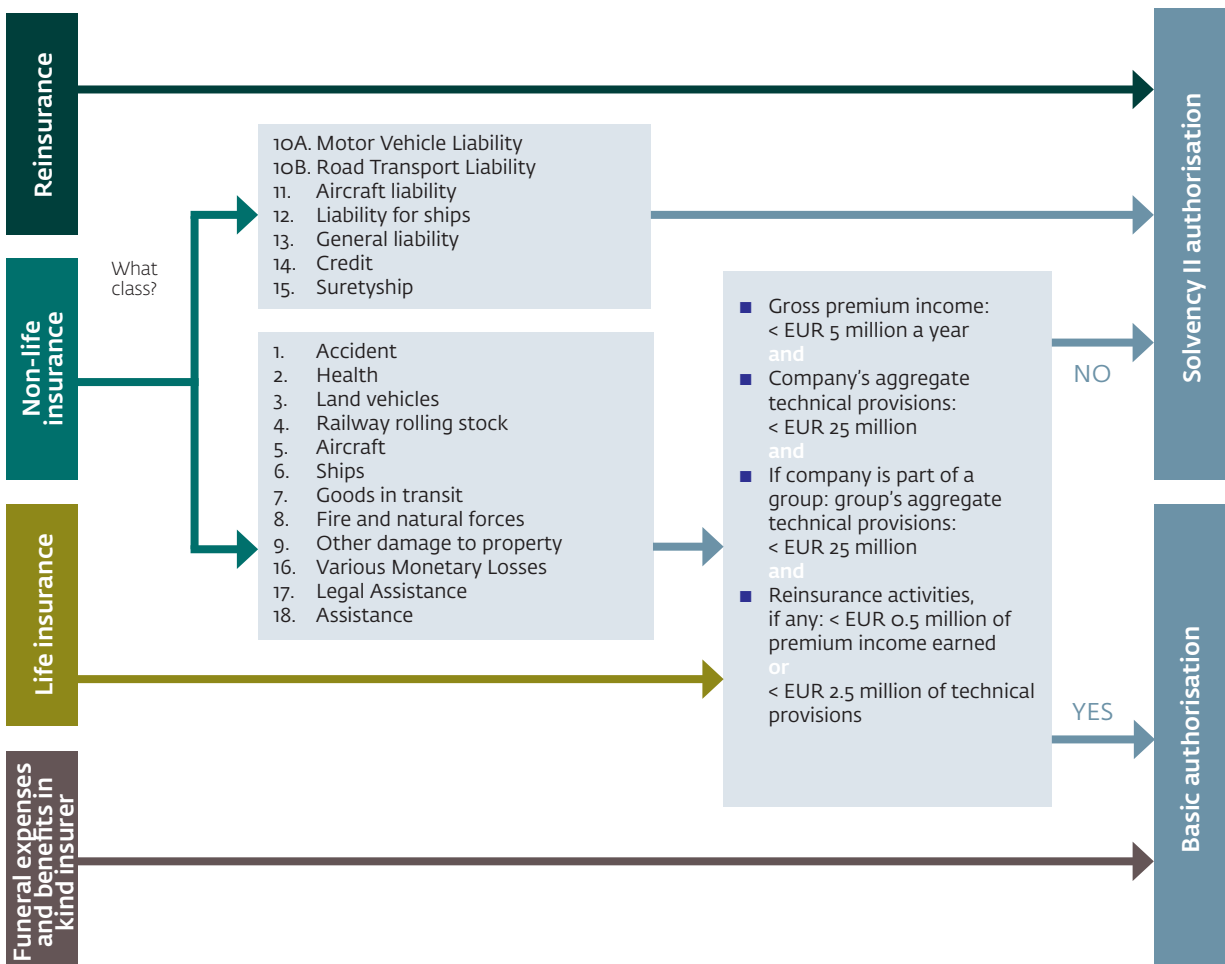 Reinsurance
Non-life
insurance
Life insurance
Funeral expenses
and benefits in
kind insurer
What
class?
10A. Motor Vehicle Liability
10B. Road Transport Liability
11. Aircraft liability
12. Liability for ships
13. General liability
14. Credit
15. Suretyship
1. Accident
2. Health
3. Land vehicles
4. Railway rolling stock
5. Aircraft
6. Ships
7. Goods in transit
8. Fire and natural forces
9. Other damage to property
16. Various Monetary Losses
17. Legal Assistance
18. Assistance
■ Gross premium income:
< EUR 5 million a year
and
■ Company's aggregate
technical provisions:
< EUR 25 million
and
■ If company is part of a
group: group's aggregate
technical provisions:
< EUR 25 million
and
■ Reinsurance activities,
if any: < EUR 0.5 million of
premium income earned
or
< EUR 2.5 million of technical
provisions
NO
YES
Solvency II authorisation
Basic authorisation